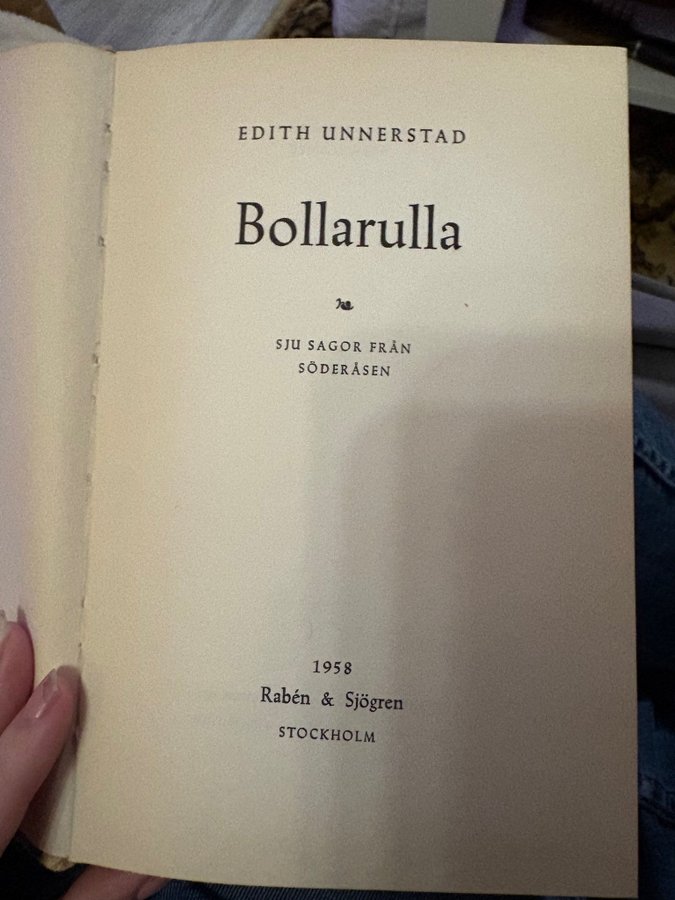 EDITH UNNERSTAD
Bollarulla
SJU SAGOR FRÅN
SÖDERÅSEN
1958
Rabén & Sjögren
STOCKHOLM